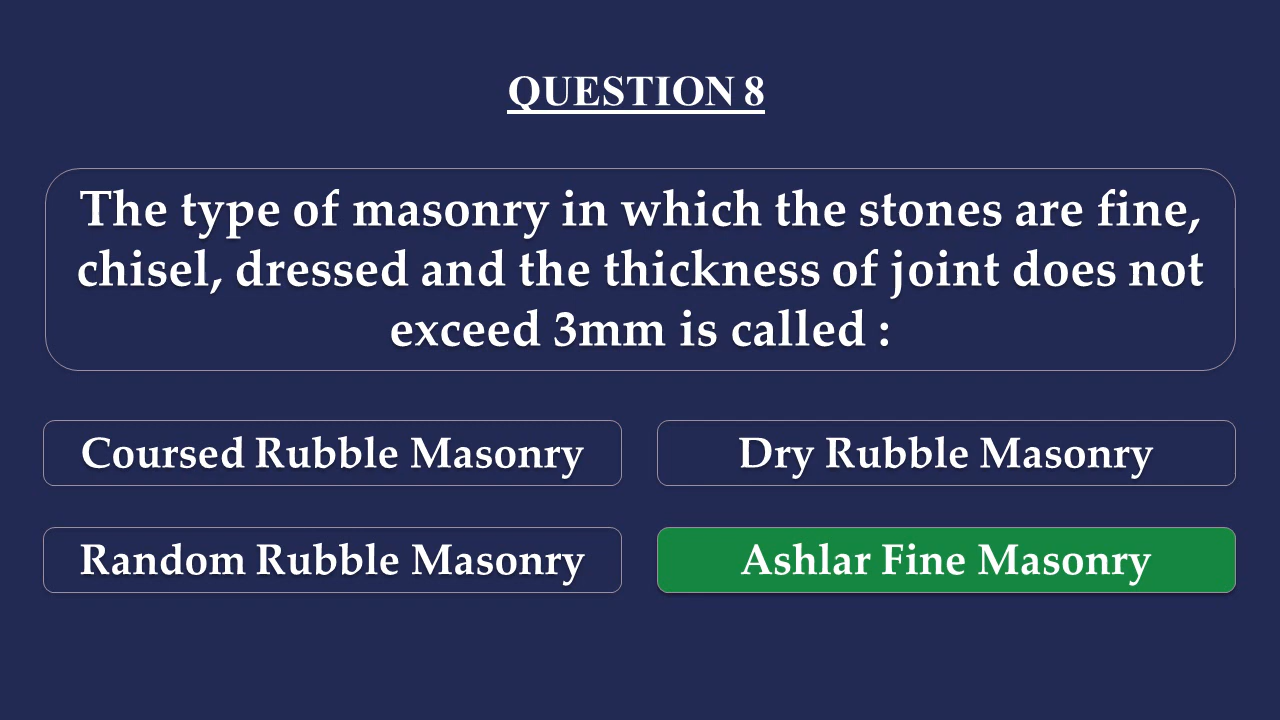 QUESTION 8
The type of masonry in which the stones are fine,
chisel, dressed and the thickness of joint does not
exceed 3mm is called :
Coursed Rubble Masonry
Dry Rubble Masonry
Random Rubble Masonry
Ashlar Fine Masonry